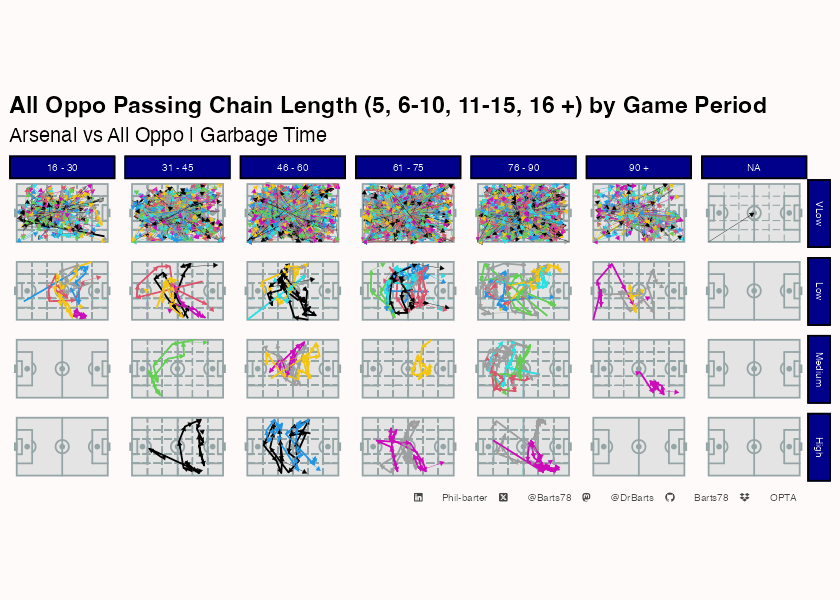 All Oppo Passing Chain Length (5, 6-10, 11-15, 16 +) by Game Period
Arsenal vs All Oppo | Garbage Time
16 - 30 31 - 45 46 - 60 61 - 75 76 - 90 90 + NA
VLow
Low
Medium
High
Phil-barter @Barts78 @DrBarts Barts78 OPTA